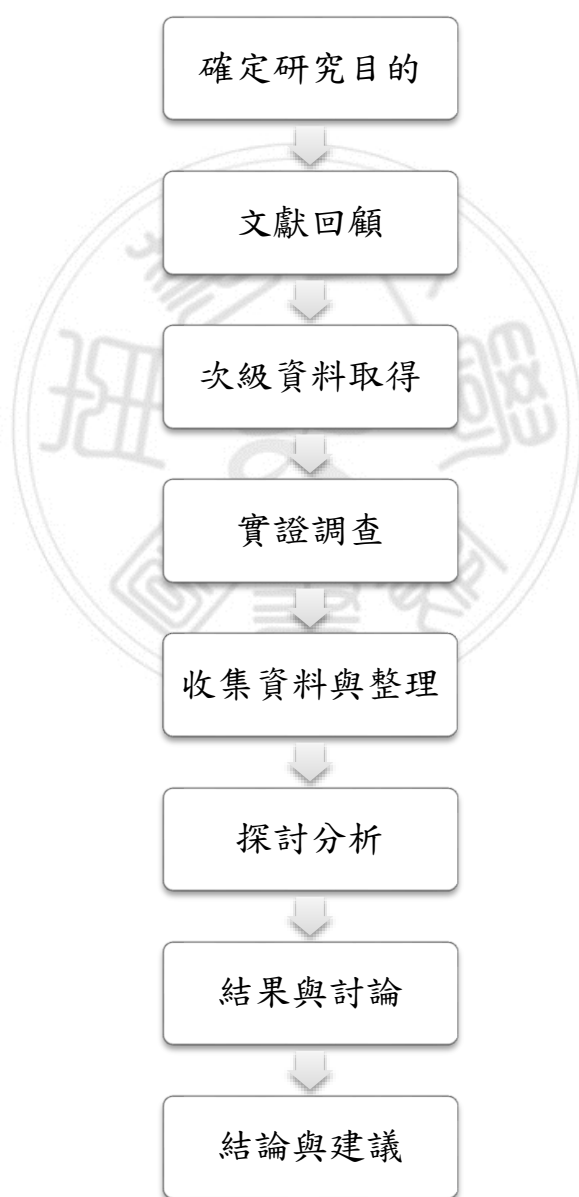 確定研究目的
文獻回顧
次級資料取得
實證調查
收集資料與整理
探討分析
結果與討論
結論與建議